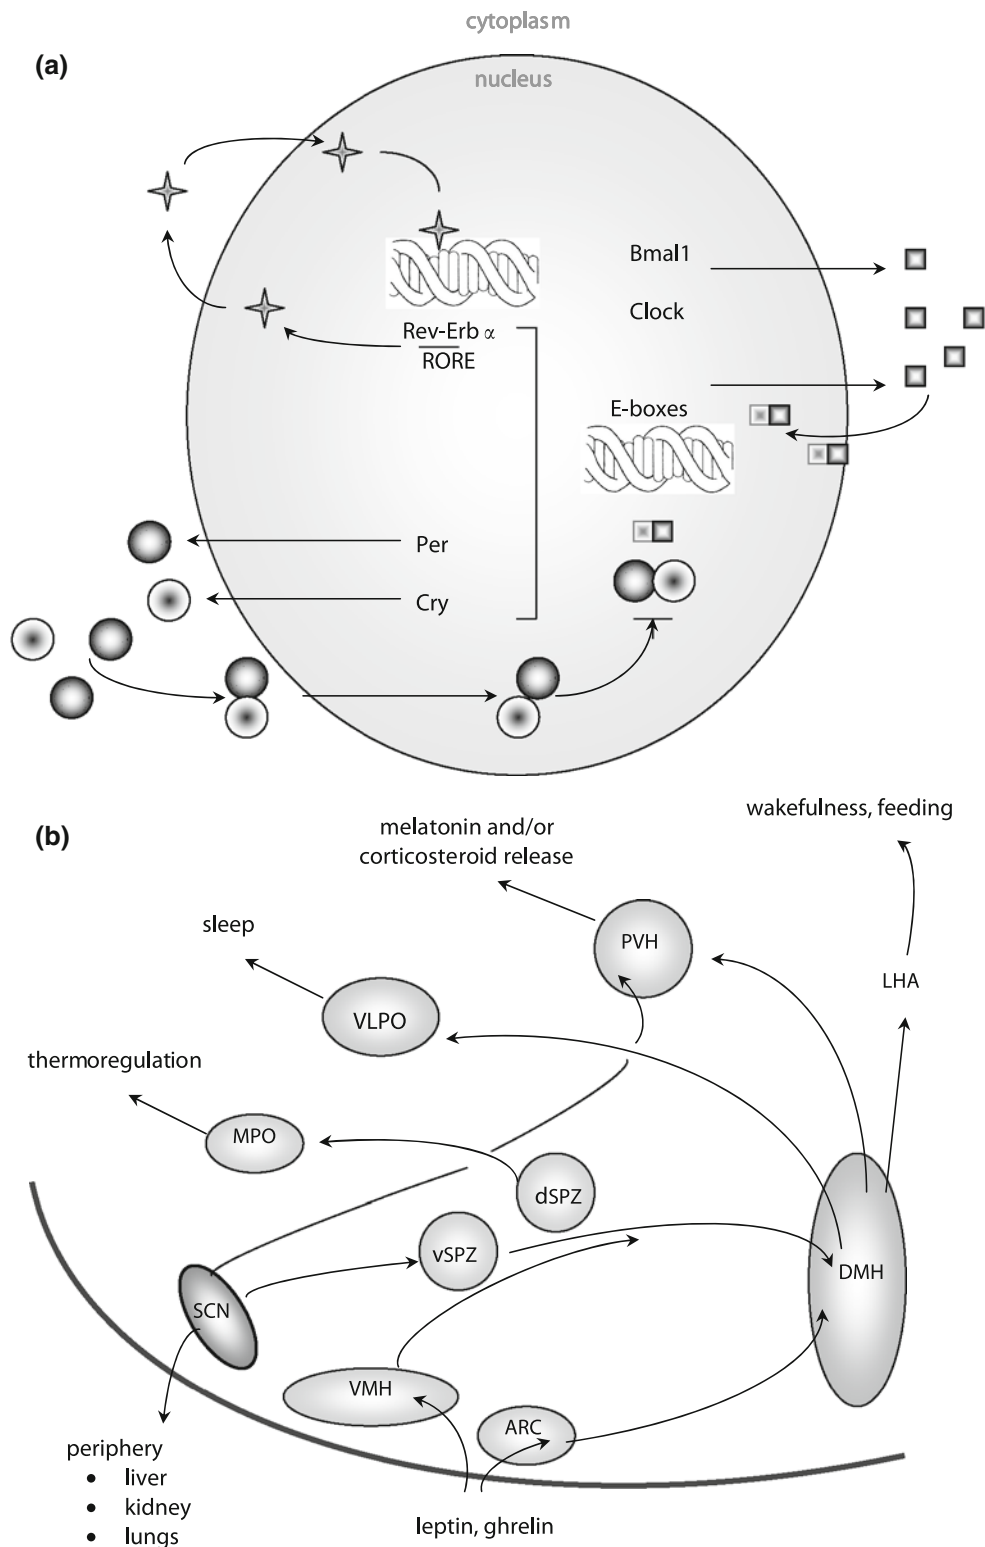 cytoplasm
(a)
nucleus
Bmal1
Clock
Rev-Erb α
RORE
E-boxes
Per
Cry
(b)
wakefulness, feeding
melatonin and/or
corticosteroid release
sleep
PVH
LHA
VLPO
thermoregulation
MPO
dSPZ
vSPZ
DMH
SCN
VMH
ARC
periphery
• liver
• kidney
• lungs
leptin, ghrelin